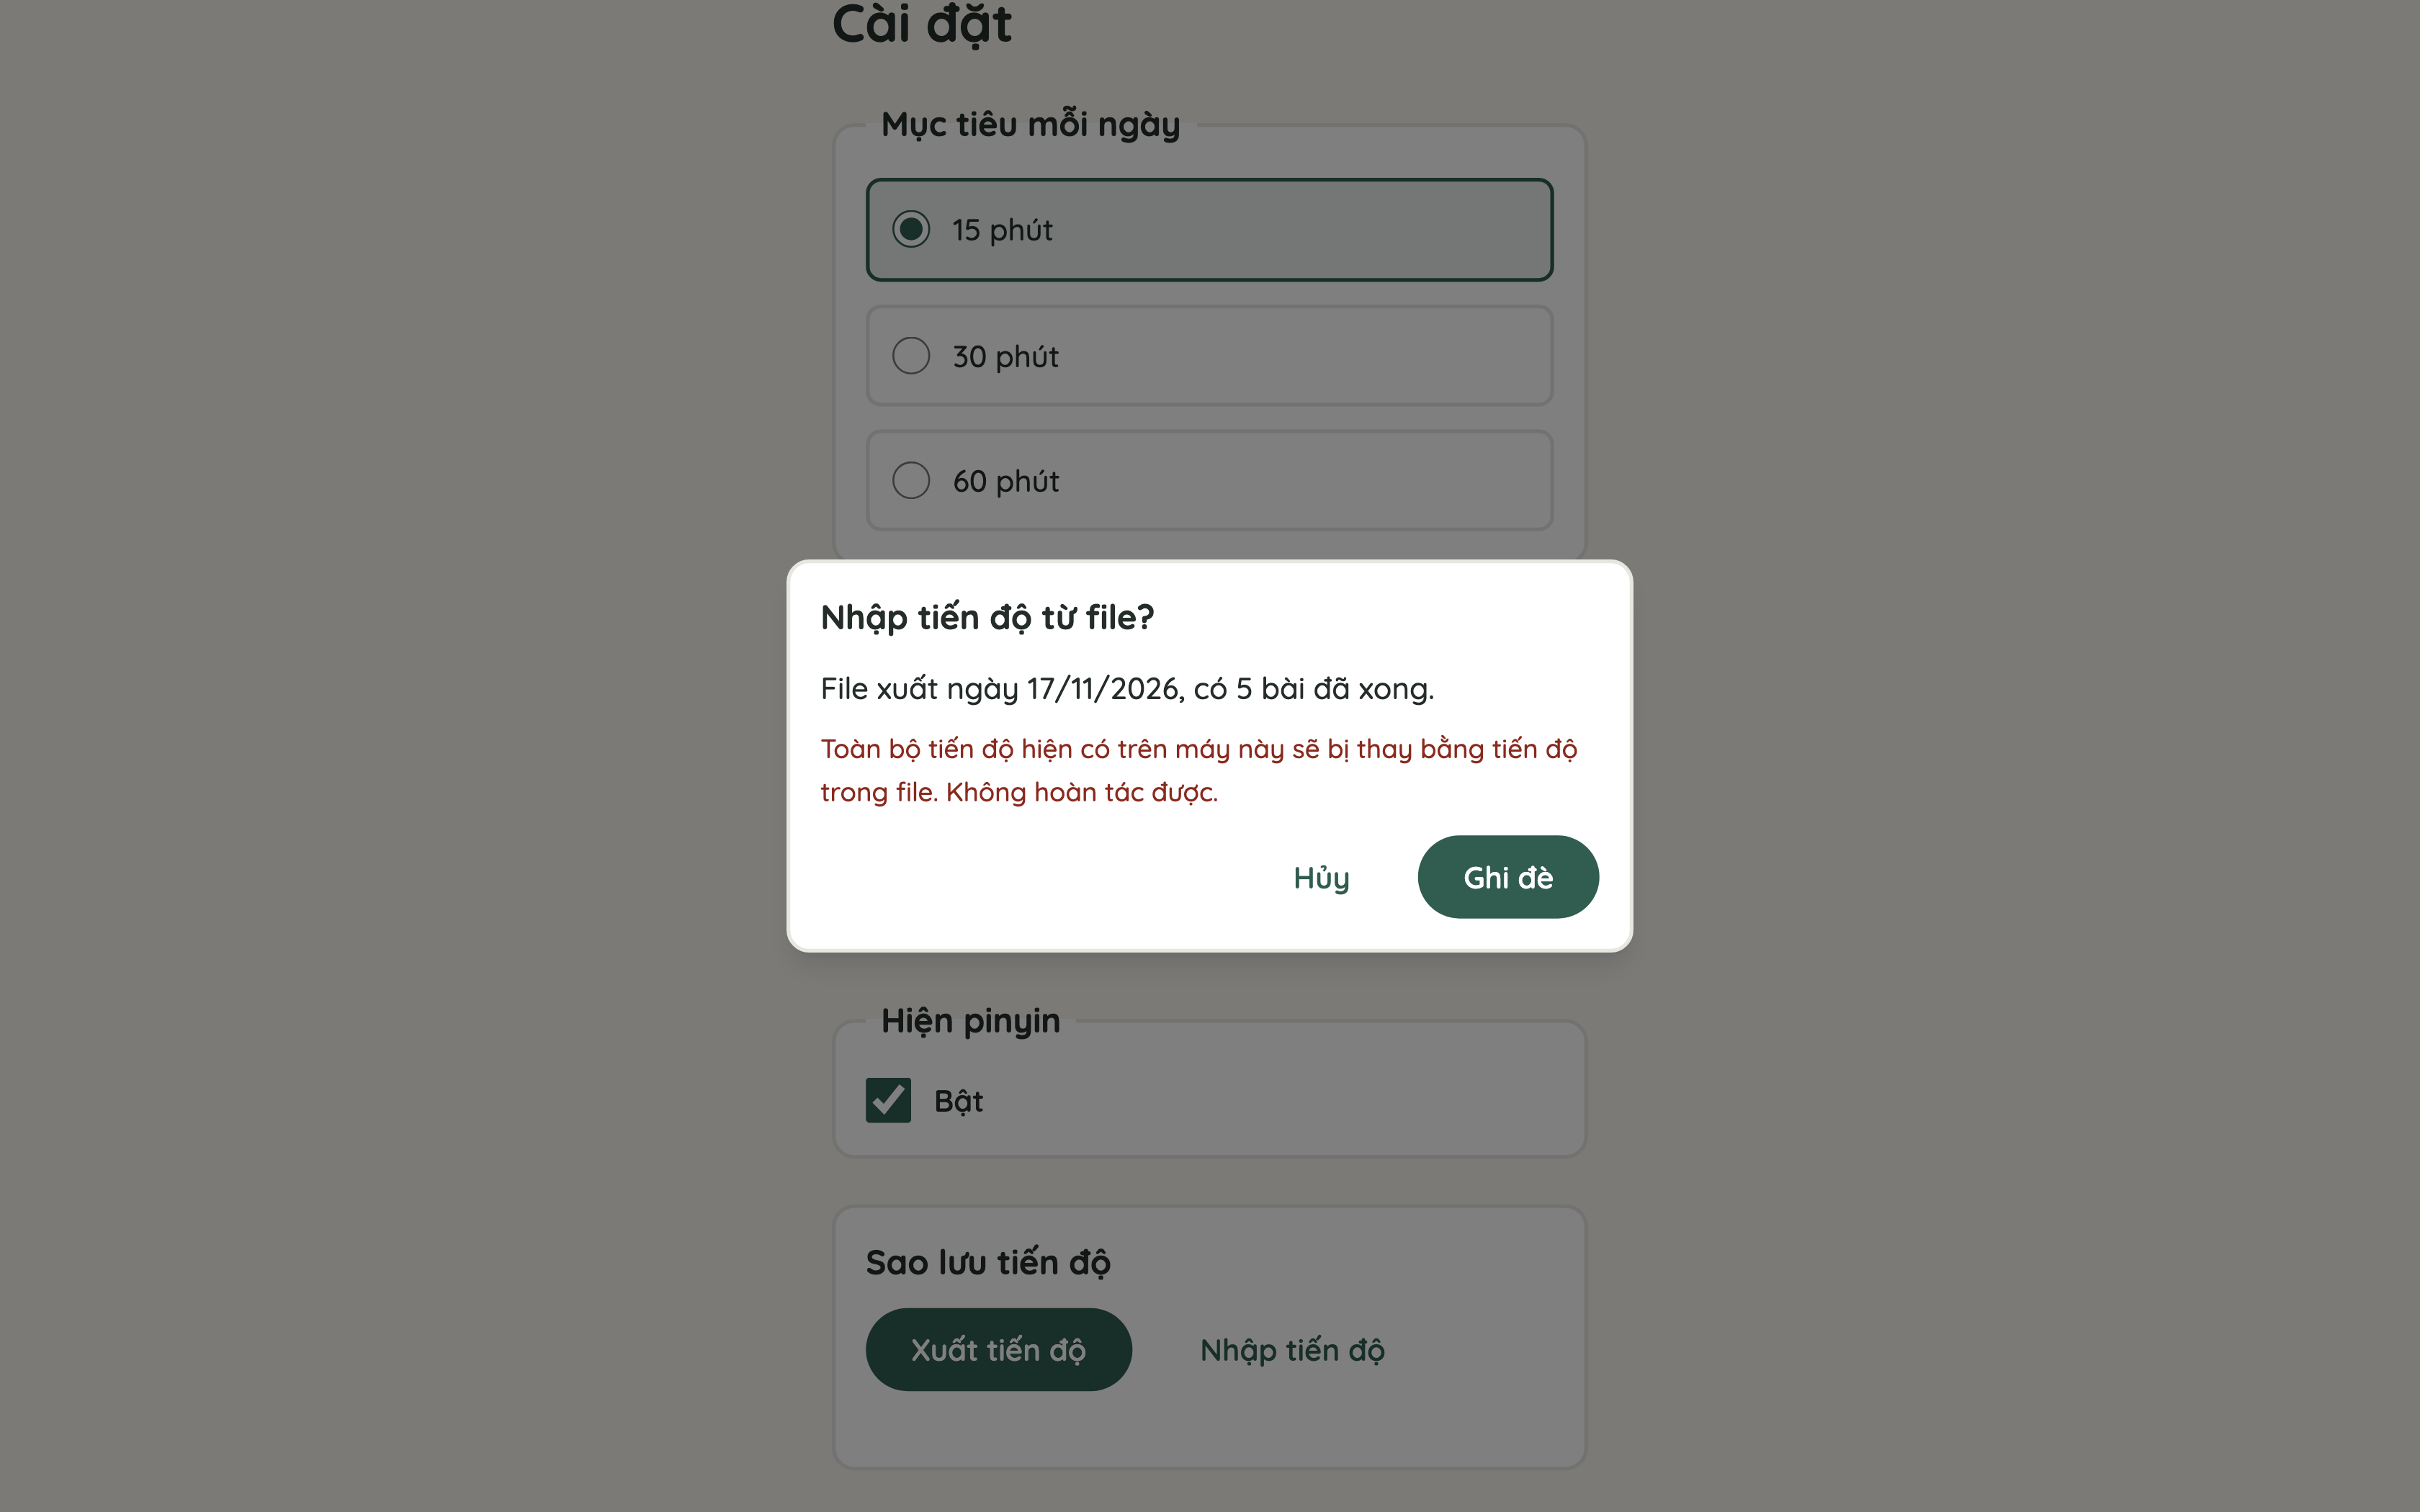 Cài đặt
Mục tiêu mỗi ngày
15 phút
30 phút
60 phút
Nhập tiến độ từ file?
File xuất ngày 17/11/2026, có 5 bài đã xong.
Toàn bộ tiến độ hiện có trên máy này sẽ bị thay bằng tiến độ
trong file. Không hoàn tác được.
Hủy
Ghi đè
Hiện pinyin
Bật
Sao lưu tiến độ
Xuất tiến độ
Nhập tiến độ